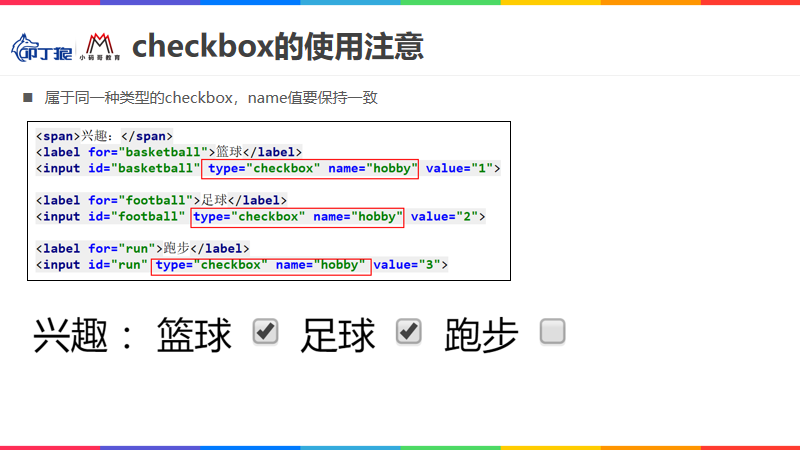 叩丁狼 小码哥教育 checkbox的使用注意
■ 属于同一种类型的checkbox，name值要保持一致
<span>兴趣：</span>
<label for="basketball">篮球</label>
<input id="basketball" type="checkbox" name="hobby" value="1">
<label for="football">足球</label>
<input id="football" type="checkbox" name="hobby" value="2">
<label for="run">跑步</label>
<input id="run" type="checkbox" name="hobby" value="3">
兴趣： 篮球 足球 跑步